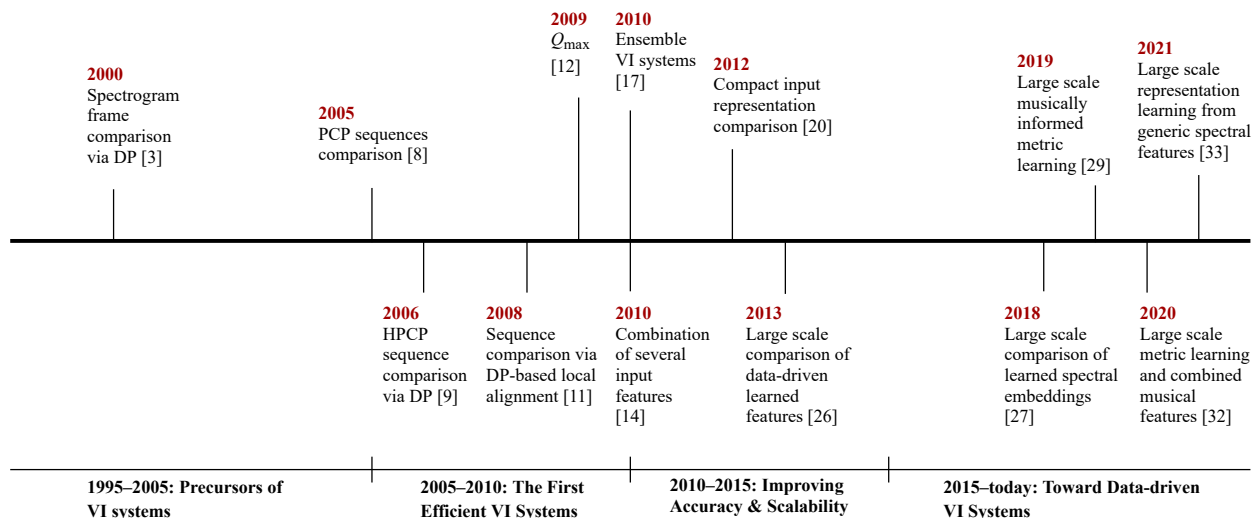 2000
Spectrogram
frame
comparison
via DP [3]
2005
PCP sequences
comparison [8]
2009
Qmax
[12]
2010
Ensemble
VI systems
[17]
2012
Compact input
representation
comparison [20]
2019
Large scale
musically
informed
metric
learning [29]
2021
Large scale
representation
learning from
generic spectral
features [33]
2006
HPCP
sequence
comparison
via DP [9]
2008
Sequence
comparison via
DP-based local
alignment [11]
2010
Combination
of several
input
features
[14]
2013
Large scale
comparison of
data-driven
learned
features [26]
2018
Large scale
comparison of
learned spectral
embeddings
[27]
2020
Large scale
metric learning
and combined
musical
features [32]
1995–2005: Precursors of
VI systems
2005–2010: The First
Efficient VI Systems
2010–2015: Improving
Accuracy & Scalability
2015–today: Toward Data-driven
VI Systems